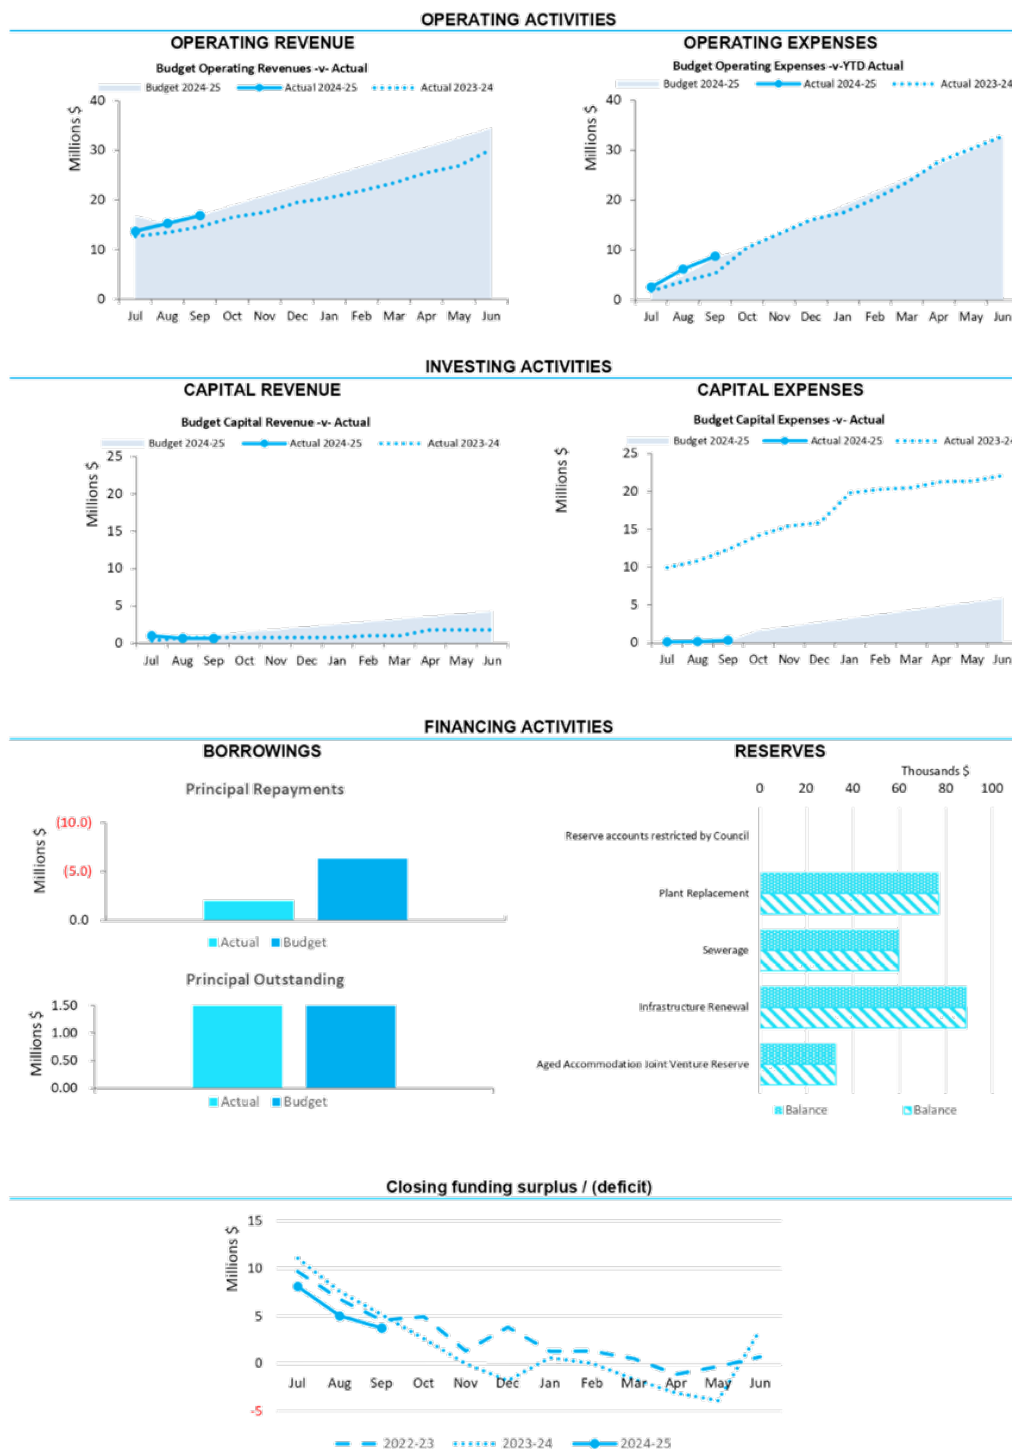 OPERATING ACTIVITIES
OPERATING REVENUE
OPERATING EXPENSES
Budget Operating Revenues -v- Actual
Budget 2024-25
Actual 2024-25
Actual 2023-24
Millions $
40
30
20
10
0
Jul Aug Sep Oct Nov Dec Jan Feb Mar Apr May Jun
Budget Operating Expenses -v-YTD Actual
Budget 2024-25
Actual 2024-25
Actual 2023-24
Millions $
40
30
20
10
0
Jul Aug Sep Oct Nov Dec Jan Feb Mar Apr May Jun
INVESTING ACTIVITIES
CAPITAL REVENUE
CAPITAL EXPENSES
Budget Capital Revenue -v- Actual
Budget 2024-25
Actual 2024-25
Actual 2023-24
Millions $
25
20
15
10
5
0
Jul Aug Sep Oct Nov Dec Jan Feb Mar Apr May Jun
Budget Capital Expenses -v- Actual
Budget 2024-25
Actual 2024-25
Actual 2023-24
Millions $
25
20
15
10
5
0
Jul Aug Sep Oct Nov Dec Jan Feb Mar Apr May Jun
FINANCING ACTIVITIES
BORROWINGS
RESERVES
Principal Repayments
Millions $
(10.0)
(5.0)
0.0
Actual Budget
Principal Outstanding
Millions $
1.50
1.00
0.50
0.00
Actual Budget
Thousands $
0 20 40 60 80 100
Reserve accounts restricted by Council
Plant Replacement
Sewerage
Infrastructure Renewal
Aged Accommodation Joint Venture Reserve
Balance Balance
Closing funding surplus / (deficit)
Millions $
15
10
5
0
-5
Jul Aug Sep Oct Nov Dec Jan Feb Mar Apr May Jun
2022-23 2023-24 2024-25